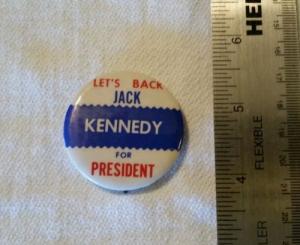 LET'S BACK
JACK
KENNEDY
FOR
PRESIDENT
6
5
4
FLEXIBLE